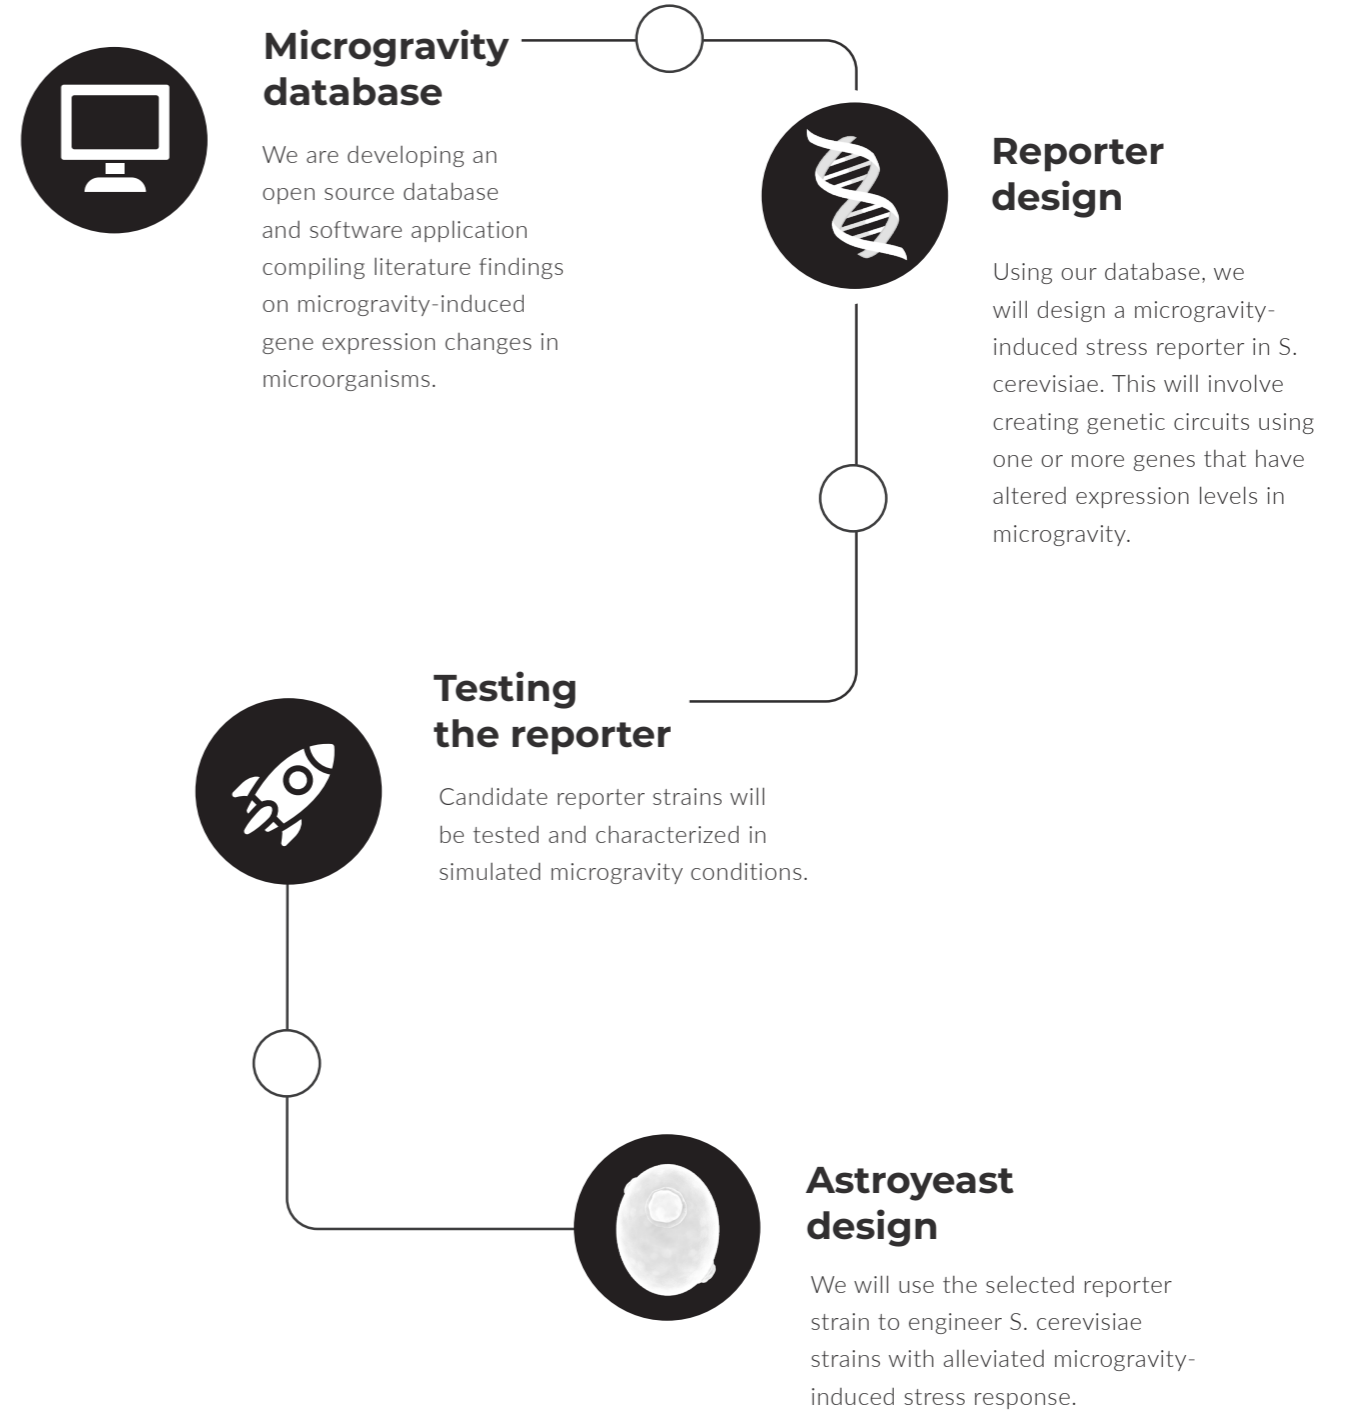 Microgravity
database
We are developing an
open source database
and software application
compiling literature findings
on microgravity-induced
gene expression changes in
microorganisms.
Reporter
design
Using our database, we
will design a microgravity-
induced stress reporter in S.
cerevisiae. This will involve
creating genetic circuits using
one or more genes that have
altered expression levels in
microgravity.
Testing
the reporter
Candidate reporter strains will
be tested and characterized in
simulated microgravity conditions.
Astroyeast
design
We will use the selected reporter
strain to engineer S. cerevisiae
strains with alleviated microgravity-
induced stress response.